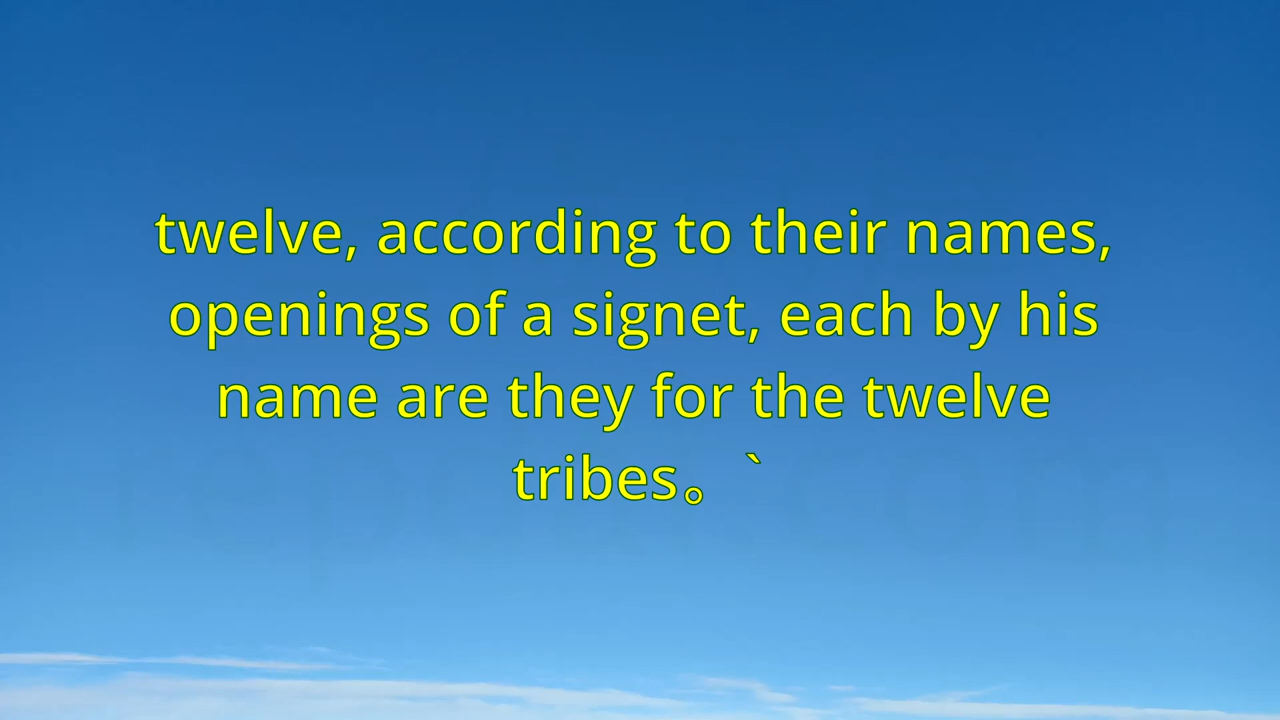 twelve, according to their names,
openings of a signet, each by his
name are they for the twelve
tribes。 `